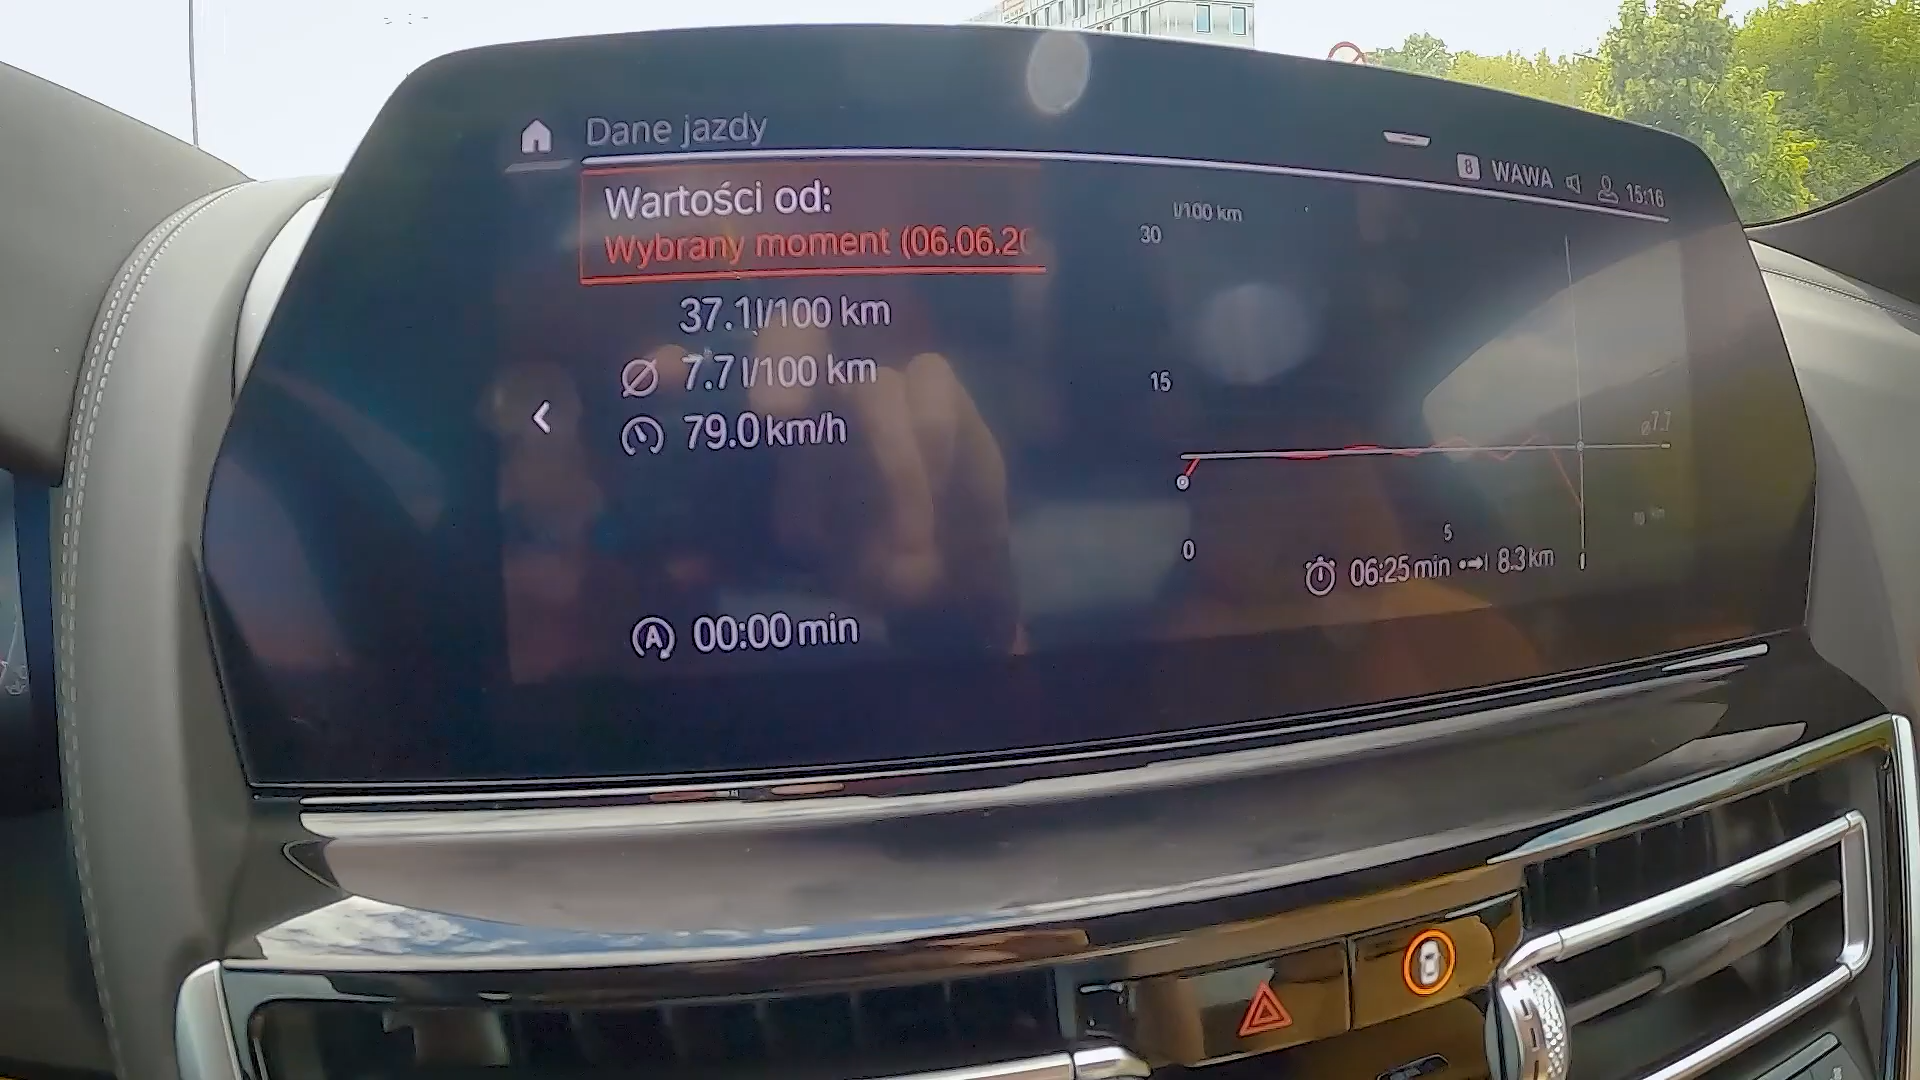 Dane jazdy
8 WAWA 15:16
Wartości od:
Wybrany moment (06.06.20
37.1 l/100 km
Ø 7.7 l/100 km
79.0 km/h
A 00:00 min
l/100 km
30
15
0
5
ø7.7
06:25 min 8.3 km